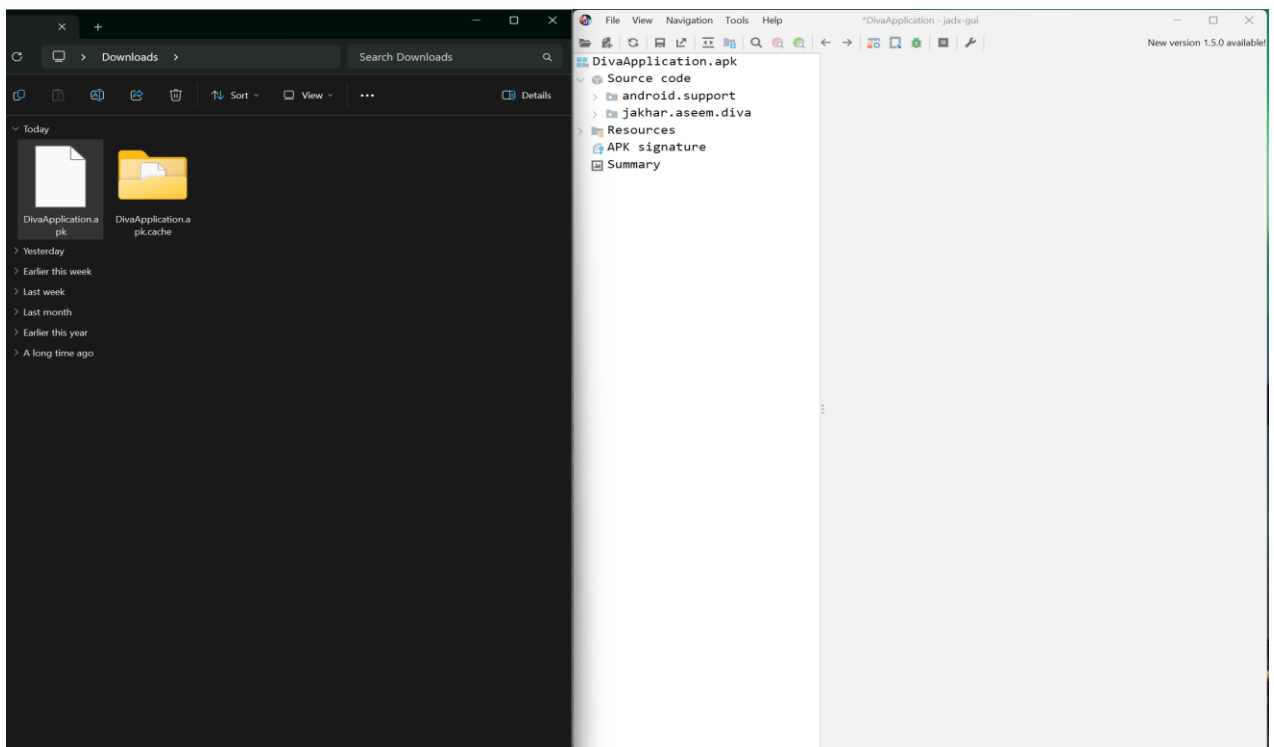 Downloads
Search Downloads
Sort
View
Details
Today
DivaApplication.a
pk
DivaApplication.a
pk.cache
Yesterday
Earlier this week
Last week
Last month
Earlier this year
A long time ago
File View Navigation Tools Help
*DivaApplication - jadx-gui
New version 1.5.0 available!
DivaApplication.apk
Source code
android.support
jakhar.aseem.diva
Resources
APK signature
Summary